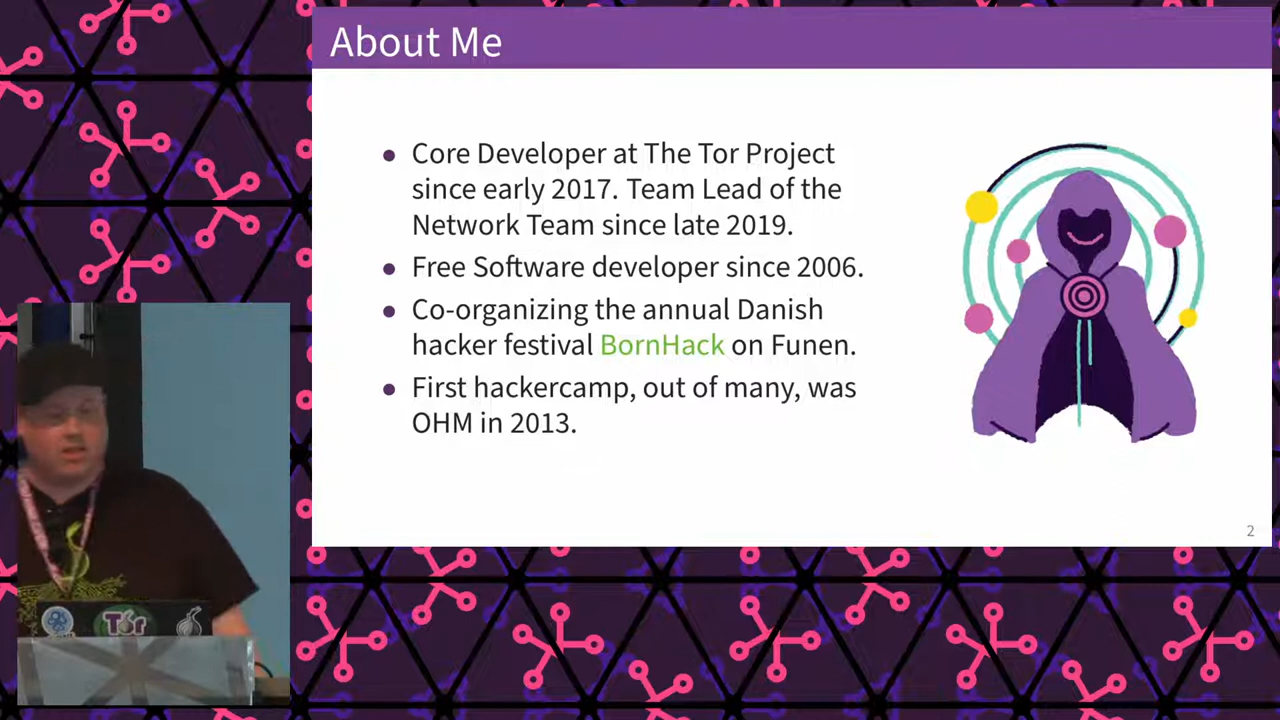 About Me
Core Developer at The Tor Project
since early 2017. Team Lead of the
Network Team since late 2019.
Free Software developer since 2006.
Co-organizing the annual Danish
hacker festival BornHack on Funen.
First hackercamp, out of many, was
OHM in 2013.
2
Tor